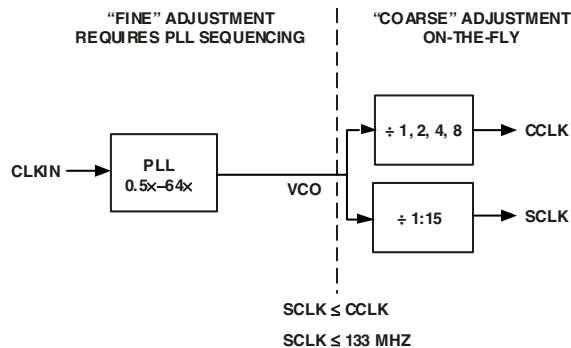 “FINE” ADJUSTMENT
REQUIRES PLL SEQUENCING
“COARSE” ADJUSTMENT
ON-THE-FLY
CLKIN
PLL
0.5×–64×
VCO
÷ 1, 2, 4, 8
CCLK
÷ 1:15
SCLK
SCLK ≤ CCLK
SCLK ≤ 133 MHZ